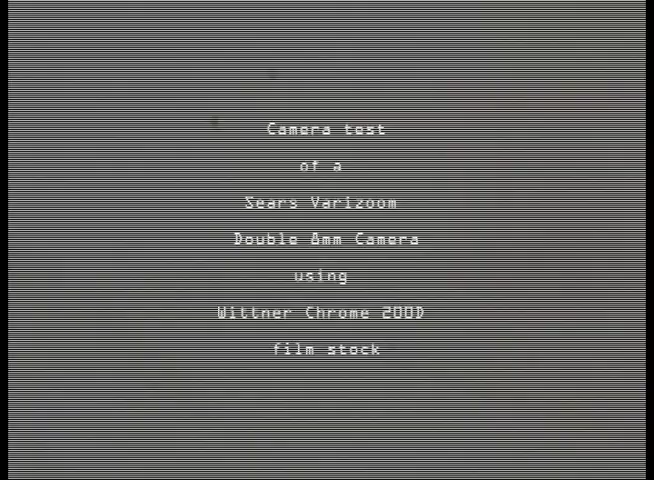 Camera test
of a
Sears Varizoom
Double 8mm Camera
using
Wittner Chrome 200D
film stock